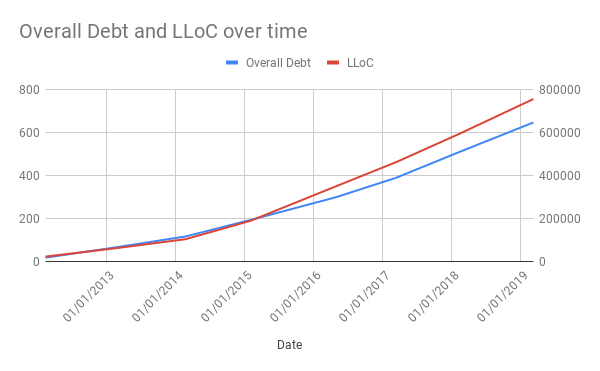 Overall Debt and LLoC over time
Overall Debt LLoC
800 800000
600 600000
400 400000
200 200000
0 0
01/01/2013 01/01/2014 01/01/2015 01/01/2016 01/01/2017 01/01/2018 01/01/2019
Date